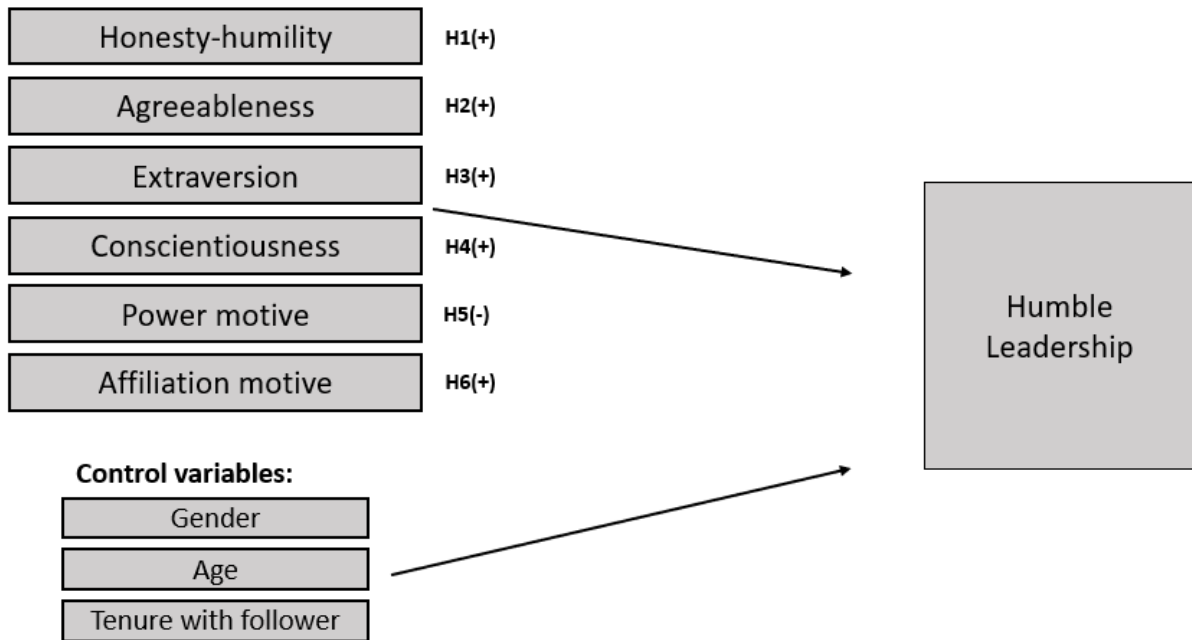 Honesty-humility
H1(+)
Agreeableness
H2(+)
Extraversion
H3(+)
Conscientiousness
H4(+)
Power motive
H5(-)
Affiliation motive
H6(+)
Humble
Leadership
Control variables:
Gender
Age
Tenure with follower